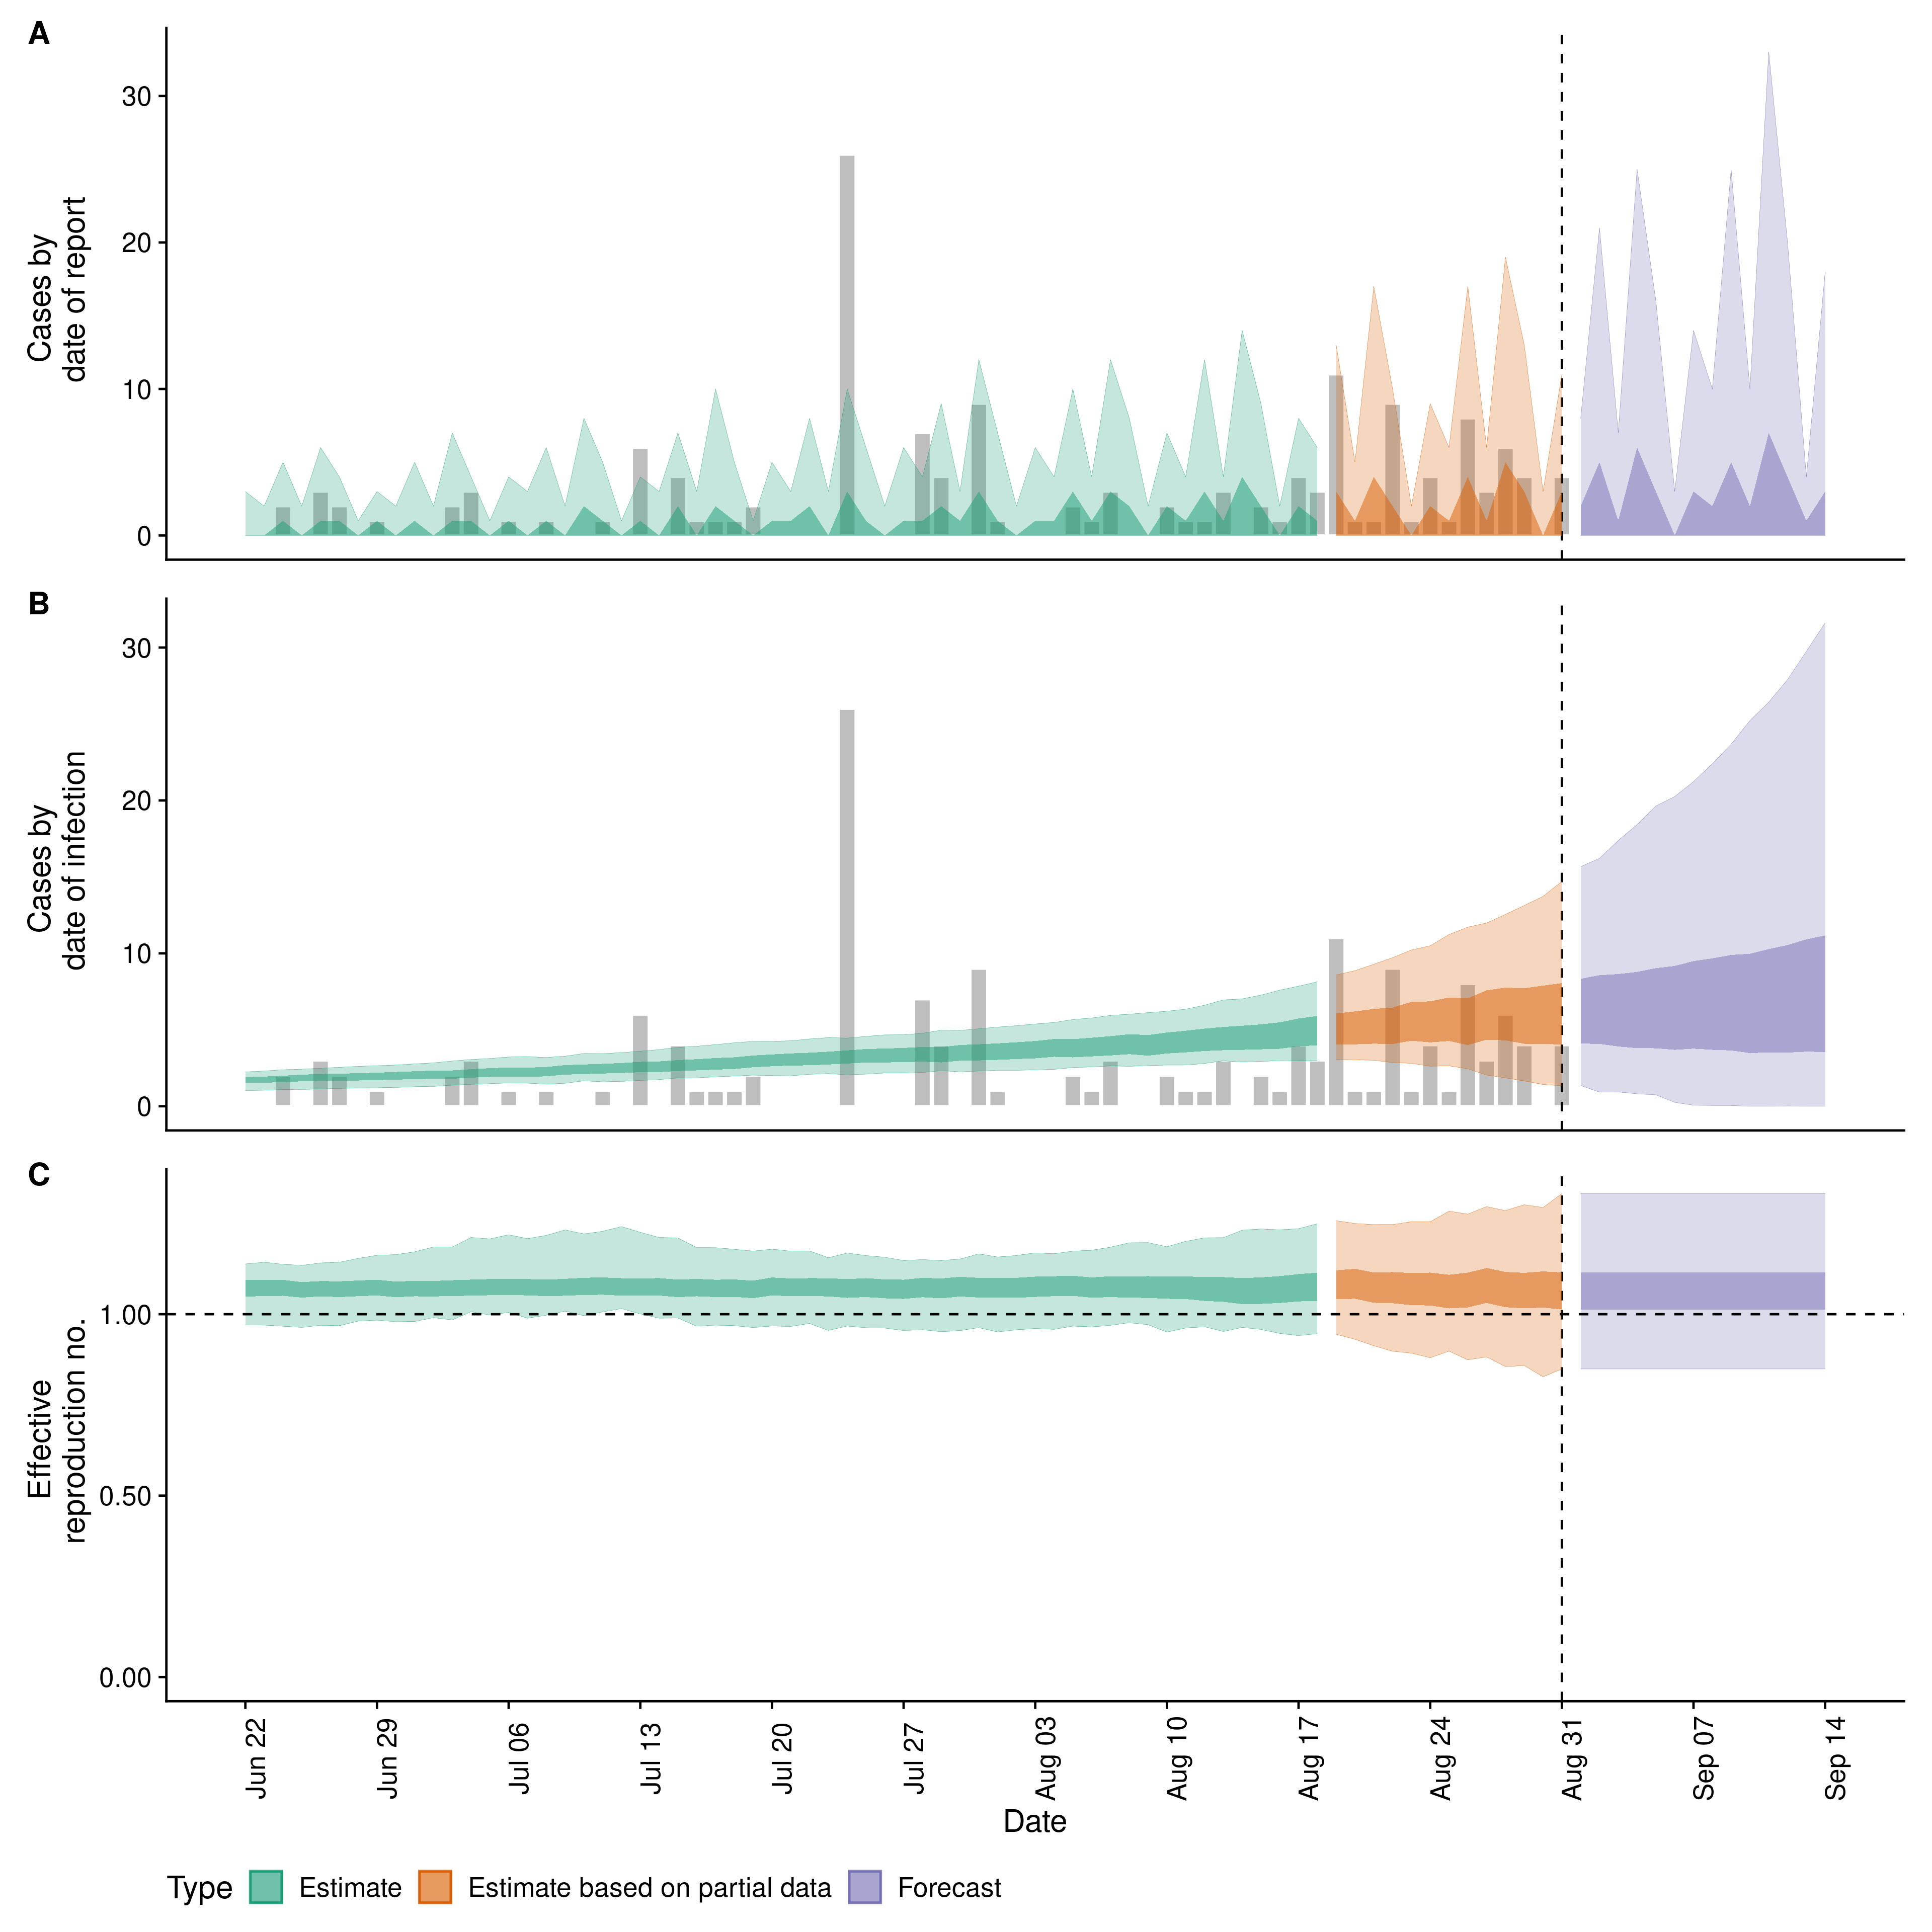 A
Cases by
date of report
30
20
10
0
B
Cases by
date of infection
30
20
10
0
C
Effective
reproduction no.
1.00
0.50
0.00
Jun 22
Jun 29
Jul 06
Jul 13
Jul 20
Jul 27
Aug 03
Aug 10
Aug 17
Aug 24
Aug 31
Sep 07
Sep 14
Date
Type Estimate Estimate based on partial data Forecast